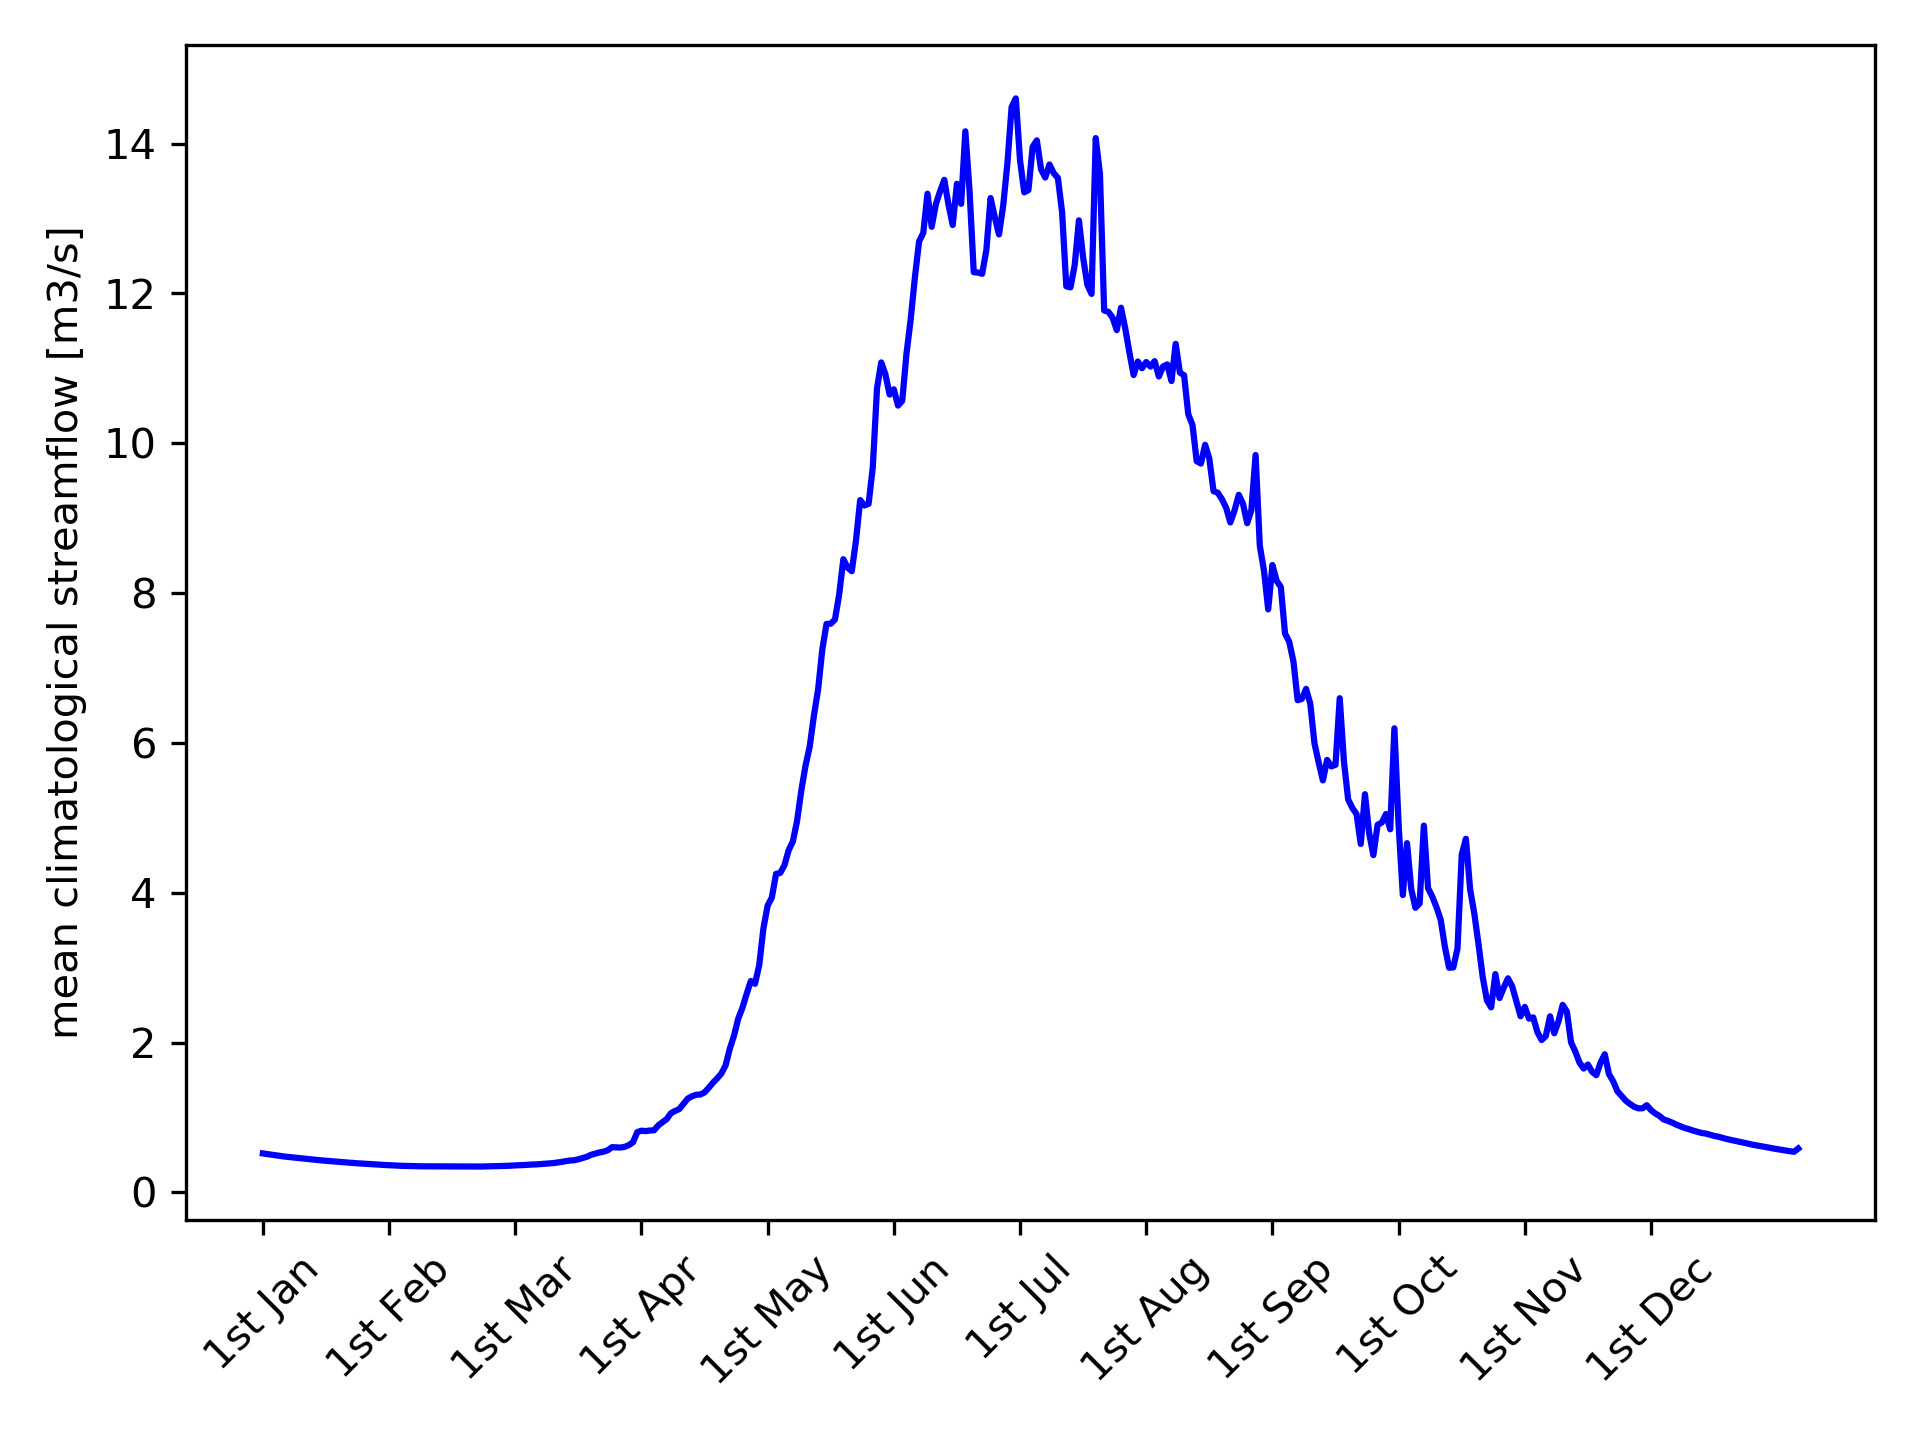 mean climatological streamflow [m3/s]
14
12
10
8
6
4
2
0
1st Jan
1st Feb
1st Mar
1st Apr
1st May
1st Jun
1st Jul
1st Aug
1st Sep
1st Oct
1st Nov
1st Dec